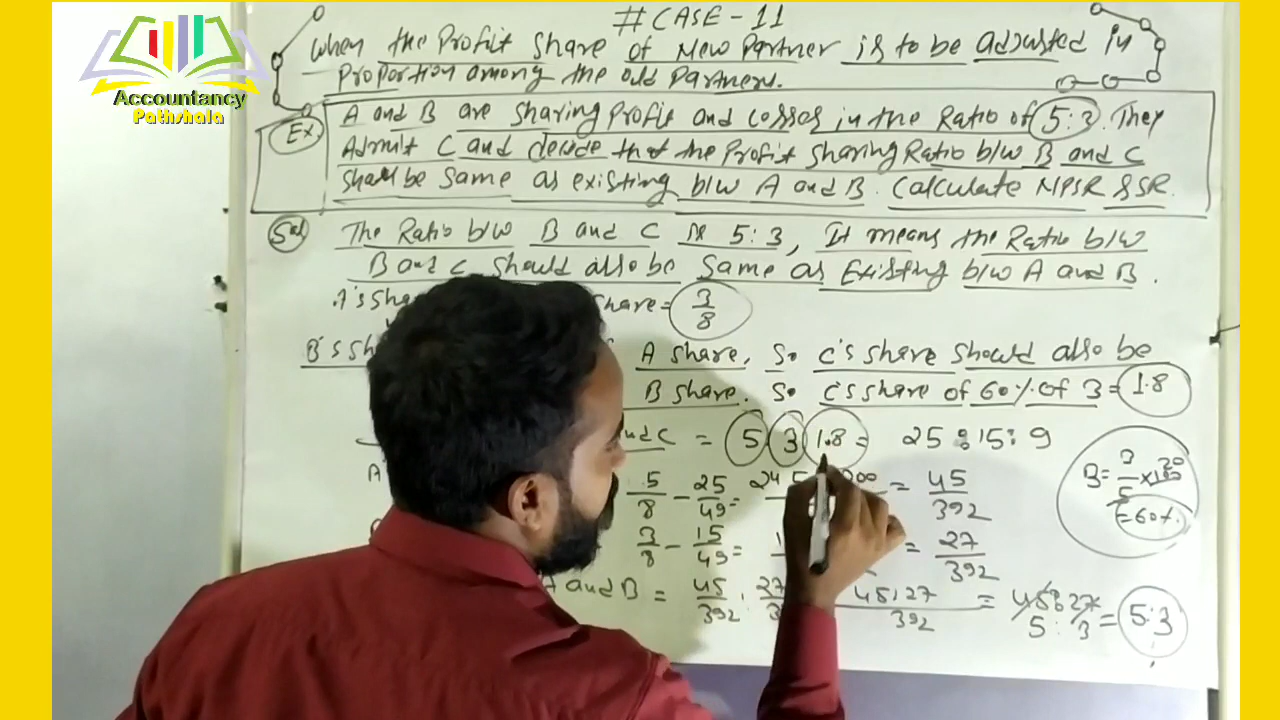 # CASE - 11
When the Profit Share of New Partner is to be adjusted in
Proportion among the old Partners.
Accountancy
Pathshala
Ex
A and B are sharing Profit and Losses in the Ratio of 5:3. They
Admit C and decide that the Profit sharing Ratio b/w B and C
shall be same as existing b/w A and B. Calculate NPSR & SR.
Sol
The Ratio b/w B and C is 5:3, It means the Ratio b/w
B and C should also be same as Existing b/w A and B.
A's share = 3/8
B's A share, So C's share should also be
B share. So C's share of 60% of 3 = 1.8
and C = 5 3 1.8 = 25:15:9
A 5/8 - 25/49 = = 45/392
3/8 - 15/49 = = 27/392
B = 3/5 × 100
= 60%
A and B = 45/392 : 45:27/392 = 45:27 = 5:3
5 : 3